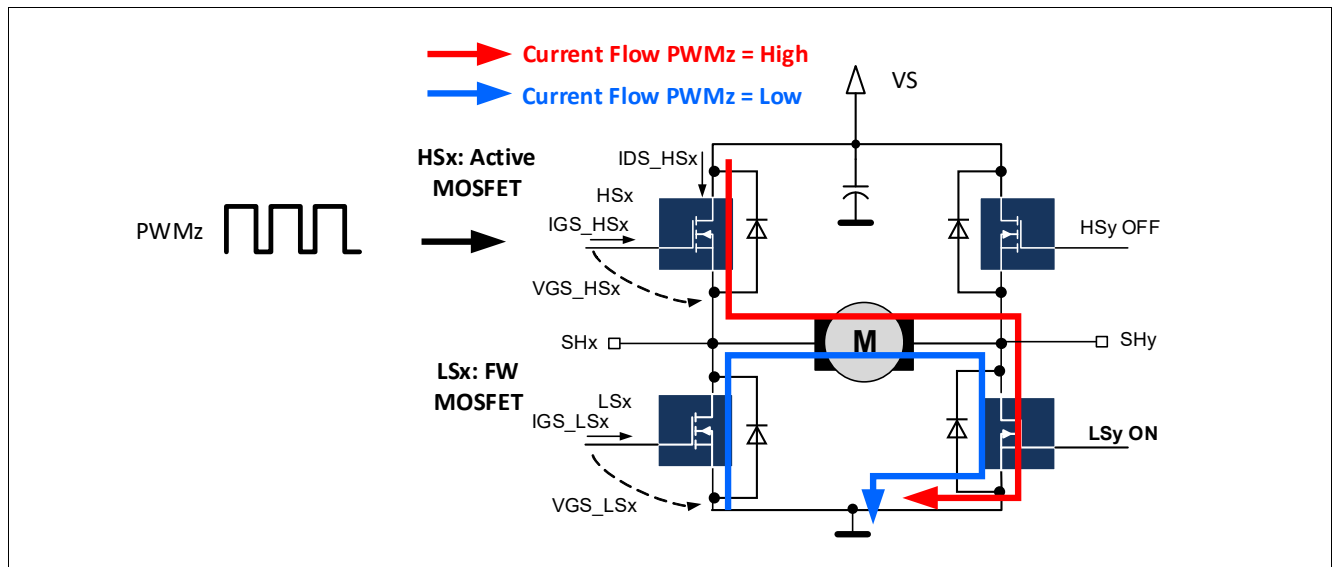 Current Flow PWMz = High
Current Flow PWMz = Low
VS
HSx: Active
MOSFET
IDS_HSx
HSx
PWMz
IGS_HSx
HSy OFF
VGS_HSx
SHx
M
SHy
LSx: FW
MOSFET
LSx
IGS_LSx
LSy ON
VGS_LSx